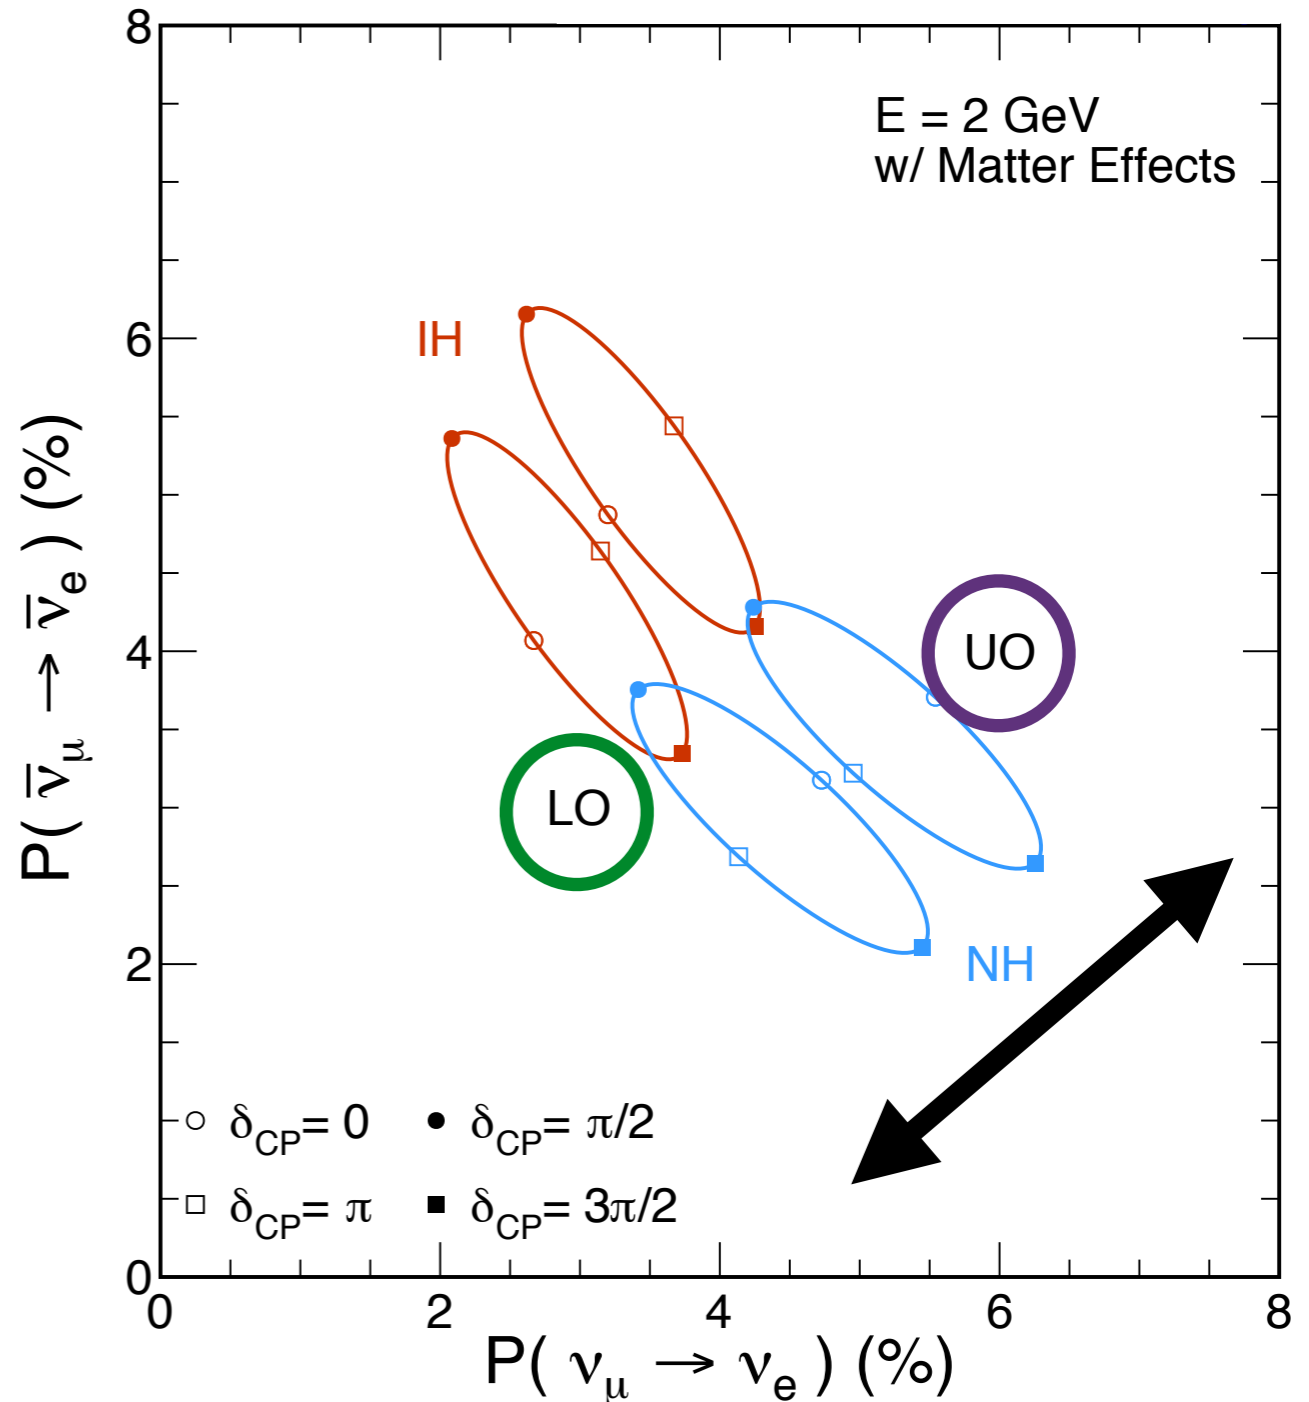 8
E = 2 GeV
w/ Matter Effects
6
IH
UO
4
LO
2
NH
δCP= 0
δCP= π/2
δCP= π
δCP= 3π/2
0
0 2 4 6 8
P( νμ → νe ) (%)
P( ν̅μ → ν̅e ) (%)